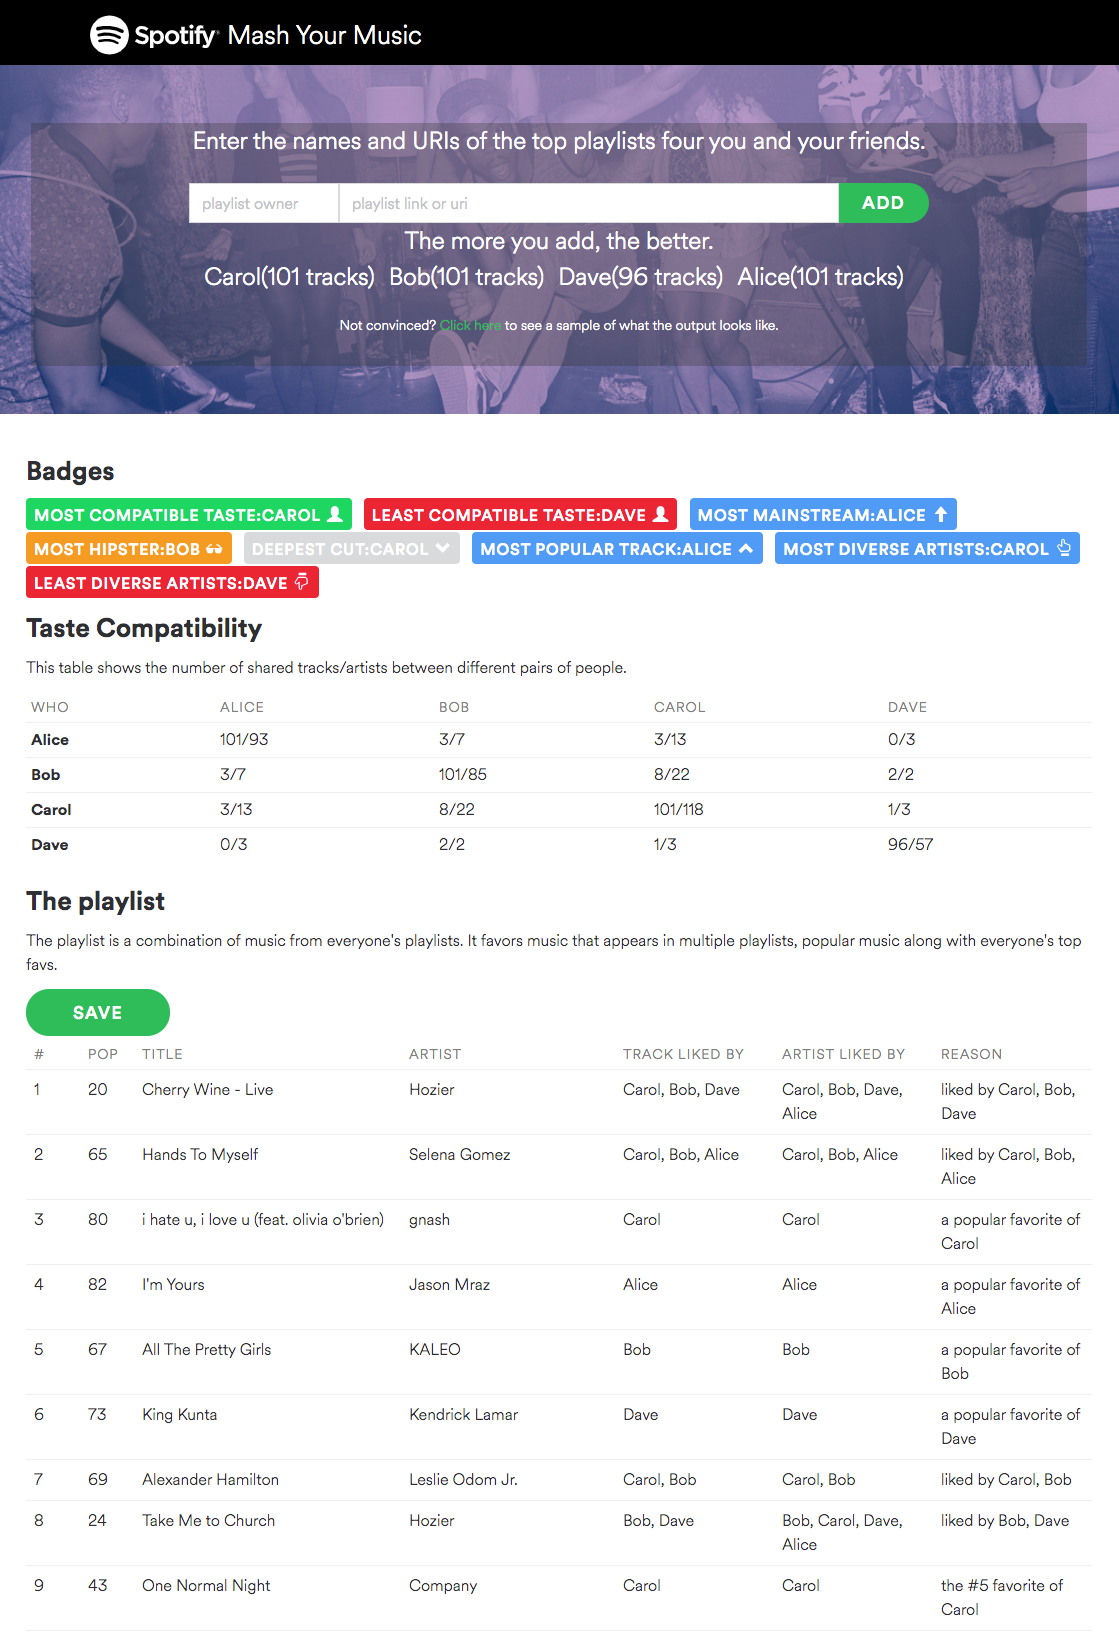 Spotify® Mash Your Music
Enter the names and URIs of the top playlists four you and your friends.
playlist owner playlist link or uri ADD
The more you add, the better.
Carol(101 tracks) Bob(101 tracks) Dave(96 tracks) Alice(101 tracks)
Not convinced? Click here to see a sample of what the output looks like.
Badges
MOST COMPATIBLE TASTE:CAROL LEAST COMPATIBLE TASTE:DAVE MOST MAINSTREAM:ALICE
MOST HIPSTER:BOB DEEPEST CUT:CAROL MOST POPULAR TRACK:ALICE MOST DIVERSE ARTISTS:CAROL
LEAST DIVERSE ARTISTS:DAVE
Taste Compatibility
This table shows the number of shared tracks/artists between different pairs of people.
WHO ALICE BOB CAROL DAVE
Alice 101/93 3/7 3/13 0/3
Bob 3/7 101/85 8/22 2/2
Carol 3/13 8/22 101/118 1/3
Dave 0/3 2/2 1/3 96/57
The playlist
The playlist is a combination of music from everyone's playlists. It favors music that appears in multiple playlists, popular music along with everyone's top
favs.
SAVE
# POP TITLE ARTIST TRACK LIKED BY ARTIST LIKED BY REASON
1 20 Cherry Wine - Live Hozier Carol, Bob, Dave Carol, Bob, Dave, liked by Carol, Bob,
Alice Dave
2 65 Hands To Myself Selena Gomez Carol, Bob, Alice Carol, Bob, Alice liked by Carol, Bob,
Alice
3 80 i hate u, i love u (feat. olivia o'brien) gnash Carol Carol a popular favorite of
Carol
4 82 I'm Yours Jason Mraz Alice Alice a popular favorite of
Alice
5 67 All The Pretty Girls KALEO Bob Bob a popular favorite of
Bob
6 73 King Kunta Kendrick Lamar Dave Dave a popular favorite of
Dave
7 69 Alexander Hamilton Leslie Odom Jr. Carol, Bob Carol, Bob liked by Carol, Bob
8 24 Take Me to Church Hozier Bob, Dave Bob, Carol, Dave, liked by Bob, Dave
Alice
9 43 One Normal Night Company Carol Carol the #5 favorite of
Carol